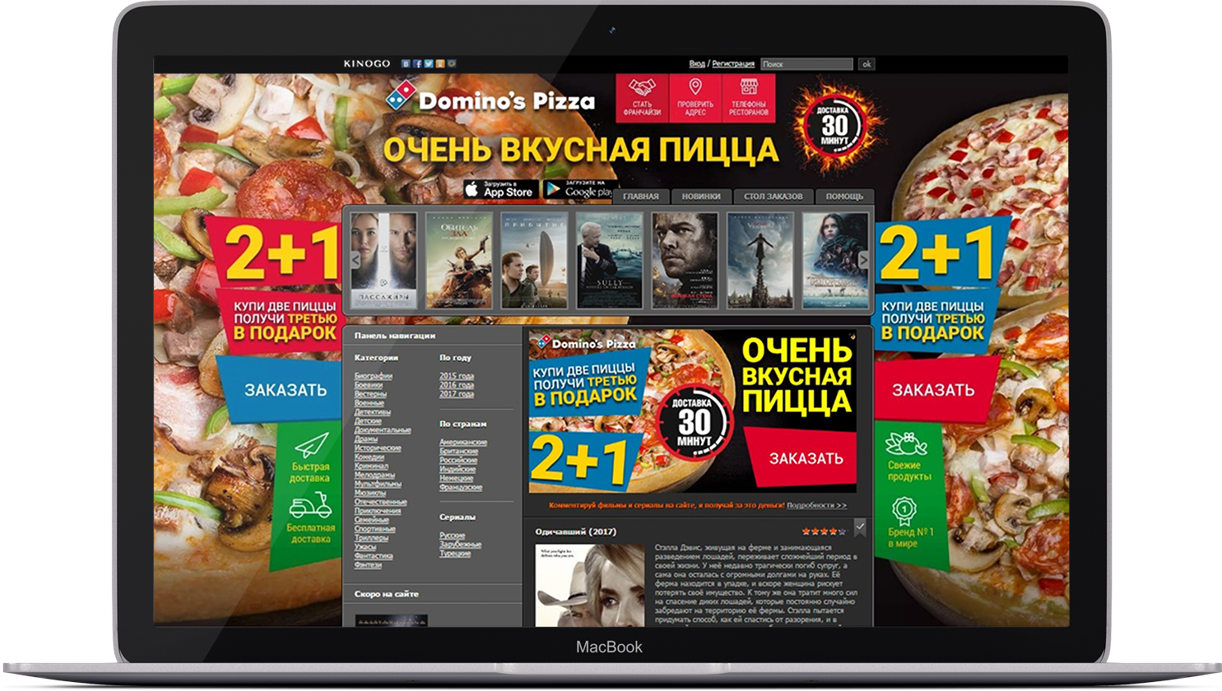 KINOGO
Вход / Регистрация
Поиск
ok
Domino's Pizza
СТАТЬ
ФРАНЧАЙЗИ
ПРОВЕРИТЬ
АДРЕС
ТЕЛЕФОНЫ
РЕСТОРАНОВ
ДОСТАВКА
30
МИНУТ
ОЧЕНЬ ВКУСНАЯ ПИЦЦА
Загрузить в
App Store
ЗАГРУЗИТЕ НА
Google play
ГЛАВНАЯ
НОВИНКИ
СТОЛ ЗАКАЗОВ
ПОМОЩЬ
2+1
КУПИ ДВЕ ПИЦЦЫ
ПОЛУЧИ ТРЕТЬЮ
В ПОДАРОК
ЗАКАЗАТЬ
Быстрая
доставка
Бесплатная
доставка
ПАССАЖИРЫ
ОБИТЕЛЬ
ЗЛА
ПРИБЫТИЕ
SULLY
2+1
КУПИ ДВЕ ПИЦЦЫ
ПОЛУЧИ ТРЕТЬЮ
В ПОДАРОК
ЗАКАЗАТЬ
Свежие
продукты
1
Бренд №1
в мире
Панель навигации
Категории
Биографии
Боевики
Вестерны
Военные
Детективы
Детские
Документальные
Драмы
Исторические
Комедии
Криминал
Мелодрамы
Мультфильмы
Мюзиклы
Отечественные
Приключения
Семейные
Спортивные
Триллеры
Ужасы
Фантастика
Фэнтези
По году
2015 года
2016 года
2017 года
По странам
Американские
Британские
Российские
Индийские
Немецкие
Французские
Сериалы
Русские
Зарубежные
Турецкие
Скоро на сайте
Domino's Pizza
КУПИ ДВЕ ПИЦЦЫ
ПОЛУЧИ ТРЕТЬЮ
В ПОДАРОК
2+1
ДОСТАВКА
30
МИНУТ
ОЧЕНЬ
ВКУСНАЯ
ПИЦЦА
ЗАКАЗАТЬ
Комментируй фильмы и сериалы на сайте, и получай за это деньги! Подробности >>
Одичавший (2017)
Стэлла Дэвис, живущая на ферме и занимающаяся
разведением лошадей, переживает сложнейший период в
своей жизни. У неё недавно трагически погиб супруг, а
сама она осталась с огромными долгами на руках. Её
ферма находится в упадке, и вскоре женщина рискует
потерять своё имущество. К тому же она тратит много сил
на спасение диких лошадей, которые постоянно случайно
забредают на территорию её фермы. Стэлла пытается
придумать способ, как ей спастись от разорения, и в
MacBook